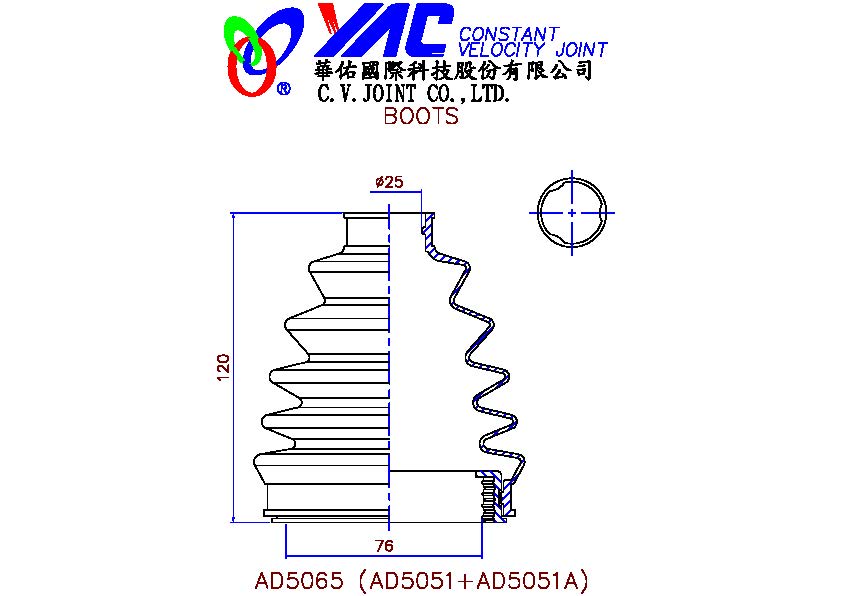 YAC CONSTANT
VELOCITY JOINT
®
華佑國際科技股份有限公司
C.V.JOINT CO.,LTD.
BOOTS
ø25
120
76
AD5065 (AD5051+AD5051A)